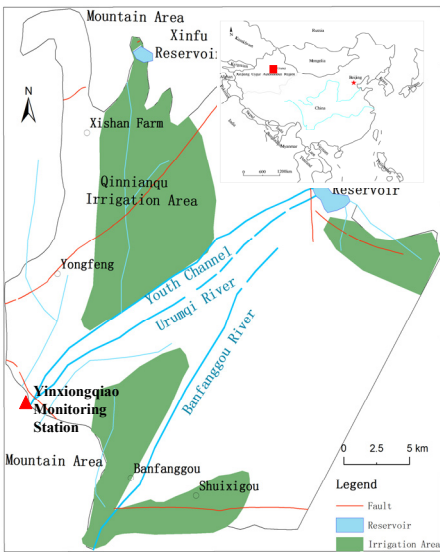 Mountain Area
Xinfu
Reservoir
N
Xishan Farm
Qinnianqu
Irrigation Area
Russia
Mongolia
Beijing
China
India
Myanmar
Reservoir
Youth Channel
Urumqi River
Yongfeng
Banfanggou River
Yinxiongqiao
Monitoring
Station
Mountain Area
Banfanggou
Shuixigou
0 2.5 5 km
Legend
Fault
Reservoir
Irrigation Area